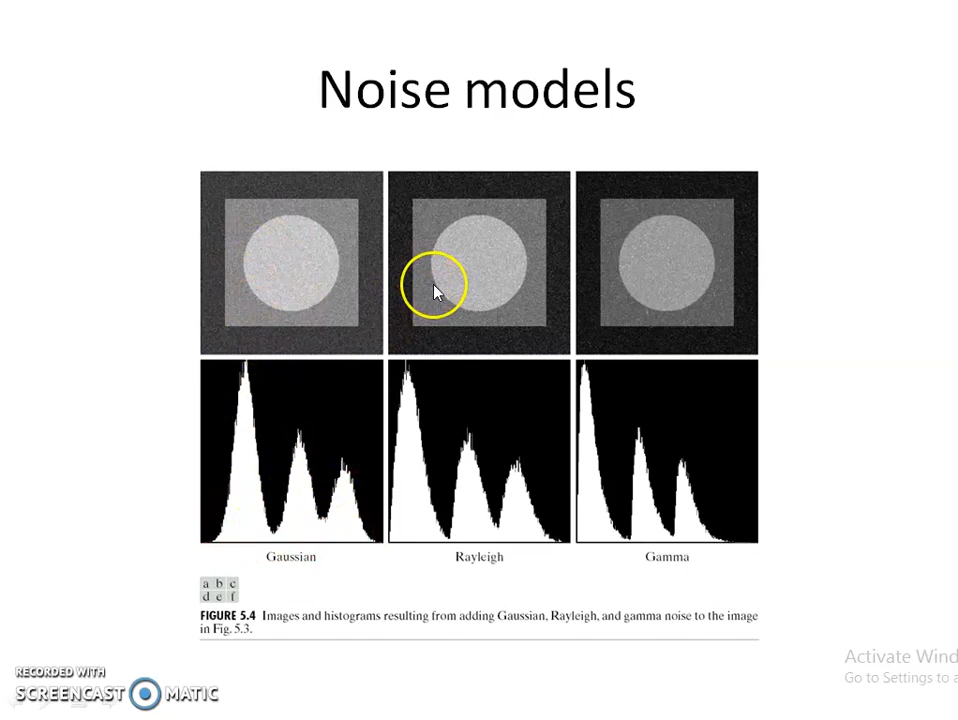 Noise models
Gaussian
Rayleigh
Gamma
a b c
d e f
FIGURE 5.4 Images and histograms resulting from adding Gaussian, Rayleigh, and gamma noise to the image
in Fig. 5.3.
Activate Wind
Go to Settings to a
RECORDED WITH
SCREENCAST MATIC